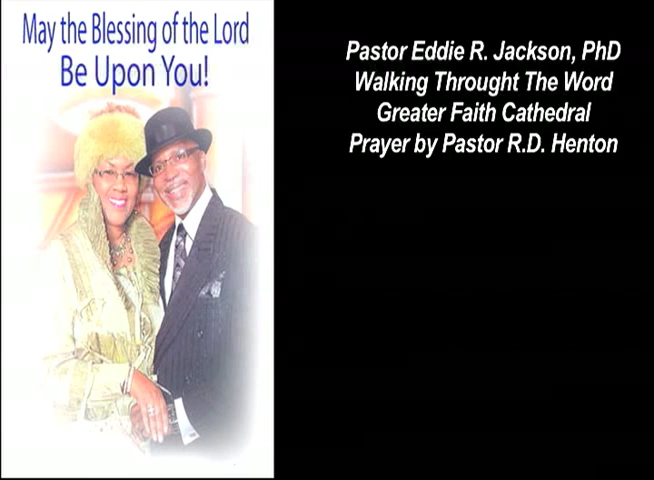 May the Blessing of the Lord
Be Upon You!
Pastor Eddie R. Jackson, PhD
Walking Throught The Word
Greater Faith Cathedral
Prayer by Pastor R.D. Henton